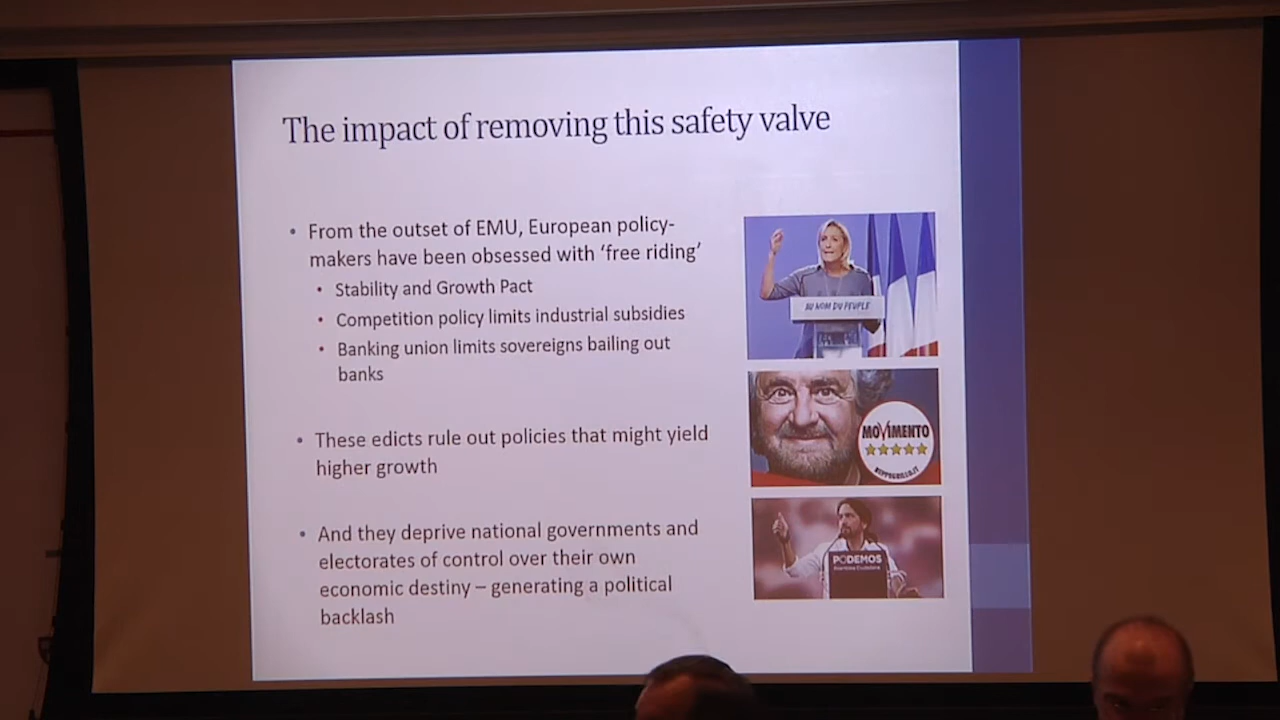 The impact of removing this safety valve
• From the outset of EMU, European policy-
makers have been obsessed with ‘free riding’
• Stability and Growth Pact
• Competition policy limits industrial subsidies
• Banking union limits sovereigns bailing out
banks
• These edicts rule out policies that might yield
higher growth
• And they deprive national governments and
electorates of control over their own
economic destiny – generating a political
backlash
AU NOM DU PEUPLE
MOVIMENTO
BEPPEGRILLO.IT
PODEMOS